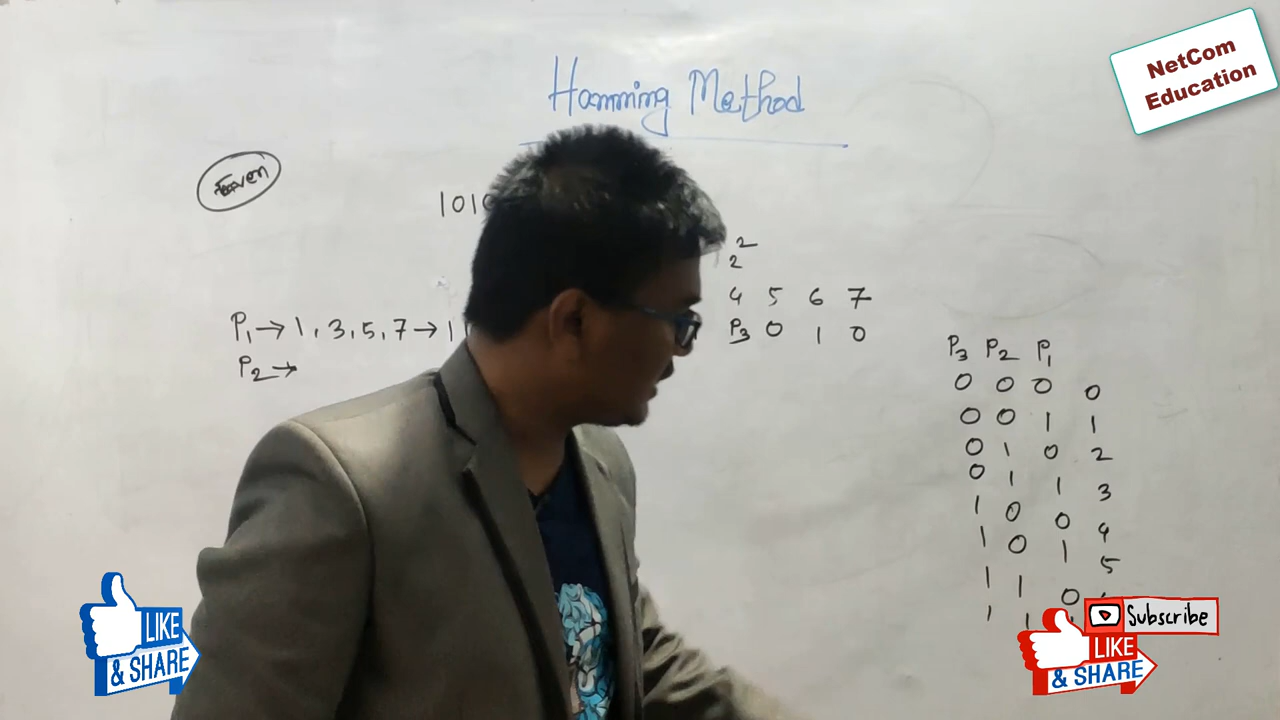 NetCom
Education
Hamming Method
Even
1010
2
2
4 5 6 7
P3 0 1 0
P1→1,3,5,7→1
P2→
P3 P2 P1
0 0 0 0
0 0 1 1
0 1 0 2
0 1 1 3
1 0 0 4
1 0 1 5
1 1 0
1 1
LIKE
& SHARE
Subscribe
LIKE
& SHARE